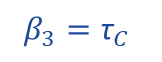 β₃ = τ_C